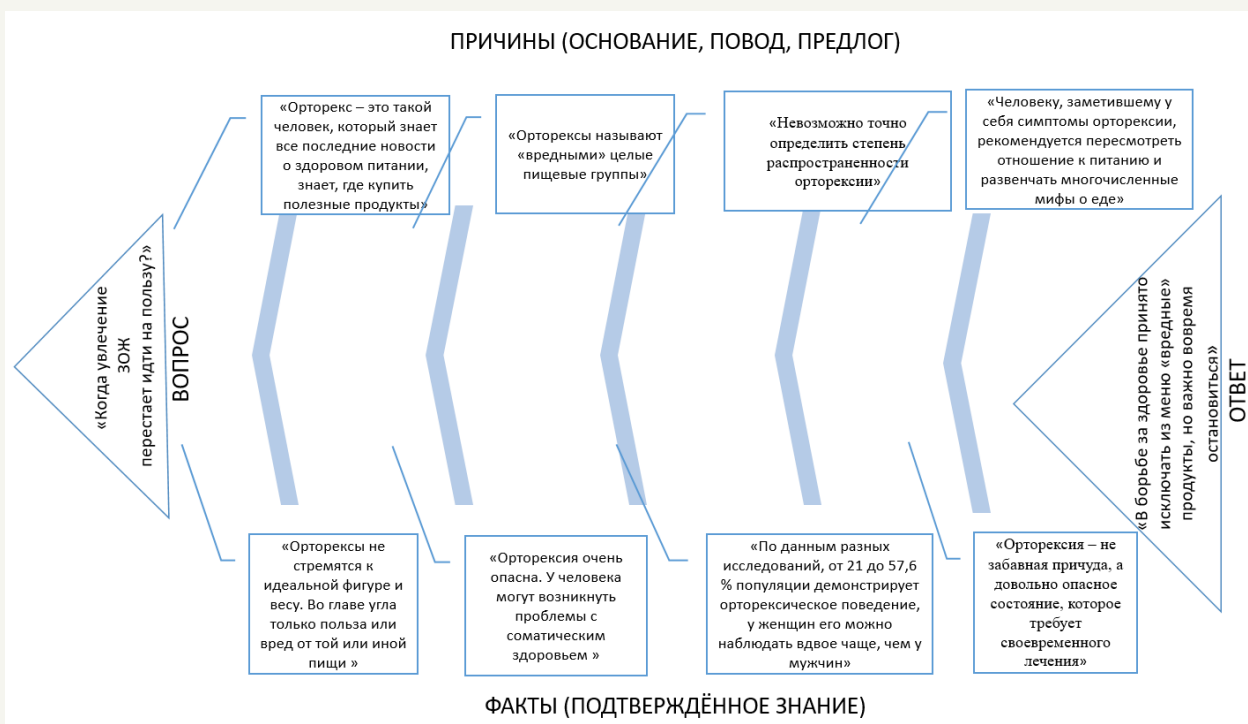 ПРИЧИНЫ (ОСНОВАНИЕ, ПОВОД, ПРЕДЛОГ)
«Орторекс – это такой
человек, который знает
все последние новости
о здоровом питании,
знает, где купить
полезные продукты»
«Орторексы называют
«вредными» целые
пищевые группы»
«Невозможно точно
определить степень
распространенности
орторексии»
«Человеку, заметившему у
себя симптомы орторексии,
рекомендуется пересмотреть
отношение к питанию и
развенчать многочисленные
мифы о еде»
«Когда увлечение
ЗОЖ
перестает идти на пользу?»
ВОПРОС
«В борьбе за здоровье принято
исключать из меню «вредные»
продукты, но важно вовремя
остановиться»
ОТВЕТ
«Орторексы не
стремятся к
идеальной фигуре и
весу. Во главе угла
только польза или
вред от той или иной
пищи »
«Орторексия очень
опасна. У человека
могут возникнуть
проблемы с
соматическим
здоровьем »
«По данным разных
исследований, от 21 до 57,6
% популяции демонстрирует
орторексическое поведение,
у женщин его можно
наблюдать вдвое чаще, чем у
мужчин»
«Орторексия – не
забавная причуда, а
довольно опасное
состояние, которое
требует
своевременного
лечения»
ФАКТЫ (ПОДТВЕРЖДЁННОЕ ЗНАНИЕ)